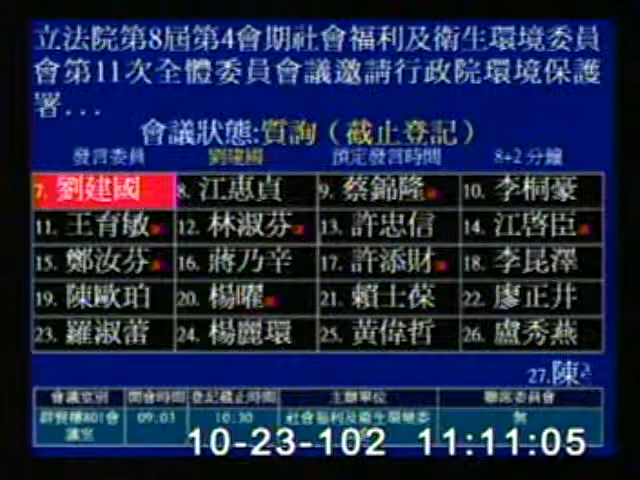 立法院第8屆第4會期社會福利及衛生環境委員
會第11次全體委員會議邀請行政院環境保護
署...
會議狀態:質詢（截止登記）
發言委員 劉建國 預定發言時間 8+2 分鐘
7. 劉建國 8. 江惠貞 9. 蔡錦隆 10. 李桐豪
11. 王育敏 12. 林淑芬 13. 許忠信 14. 江啓臣
15. 鄭汝芬 16. 蔣乃辛 17. 許添財 18. 李昆澤
19. 陳歐珀 20. 楊曜 21. 賴士葆 22. 廖正井
23. 羅淑蕾 24. 楊麗環 25. 黃偉哲 26. 盧秀燕
27.陳
會議室別 開會時間 登記截止時間 主辦單位 聯席委員會
群賢樓801會 09.01 10.30 社會福利及衛生環境委 無
議室
10-23-102 11:11:05